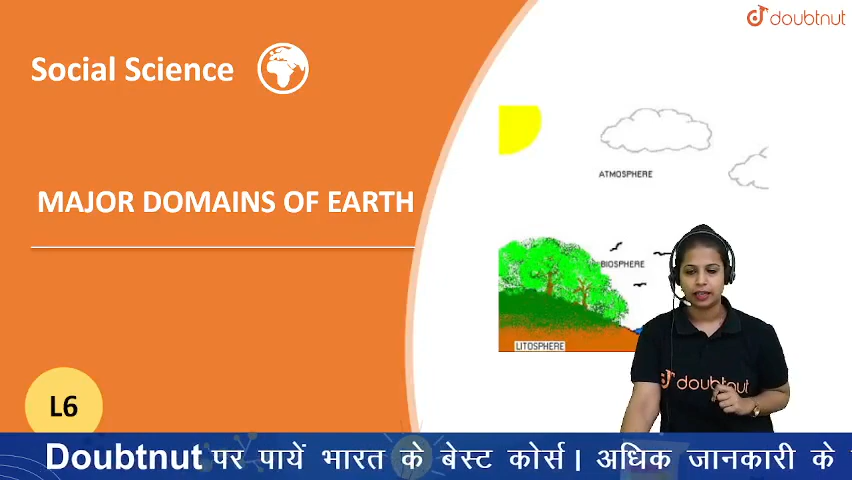 doubtnut
Social Science
ATMOSPHERE
MAJOR DOMAINS OF EARTH
BIOSPHERE
LITOSPHERE
doubtnut
L6
Doubtnut पर पायें भारत के बेस्ट कोर्स। अधिक जानकारी के